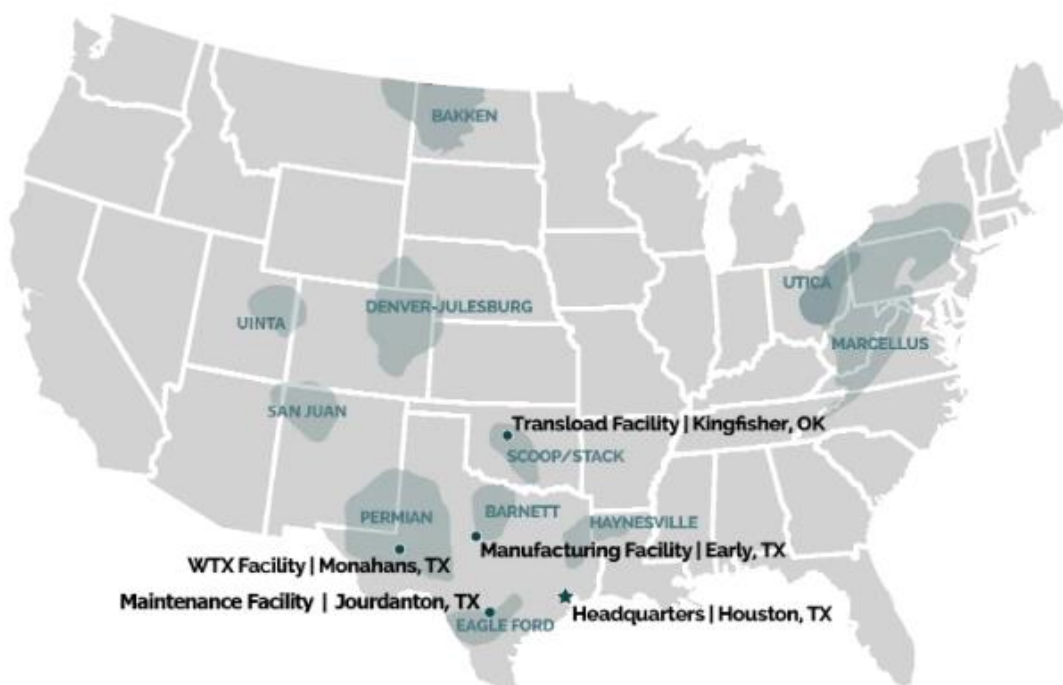 BAKKEN
UTICA
DENVER-JULESBURG
UINTA
MARCELLUS
SAN JUAN
Transload Facility | Kingfisher, OK
SCOOP/STACK
BARNETT
PERMIAN
HAYNESVILLE
Manufacturing Facility | Early, TX
WTX Facility | Monahans, TX
Maintenance Facility | Jourdanton, TX
Headquarters | Houston, TX
EAGLE FORD